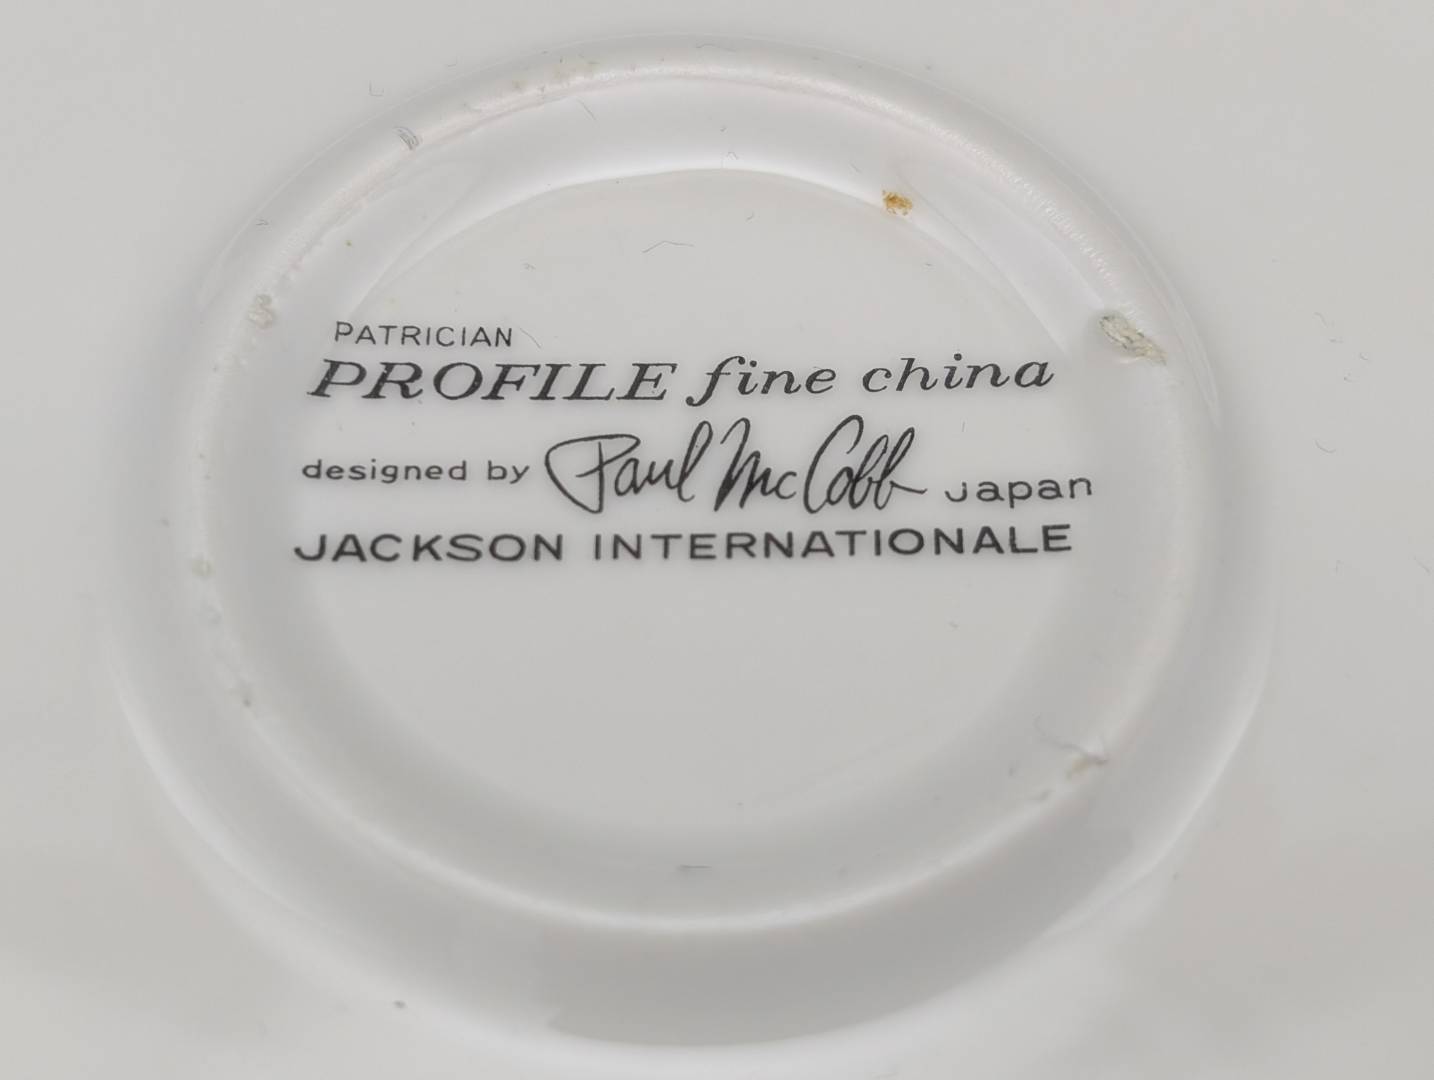 PATRICIAN
PROFILE fine china
designed by Paul McCobb Japan
JACKSON INTERNATIONALE